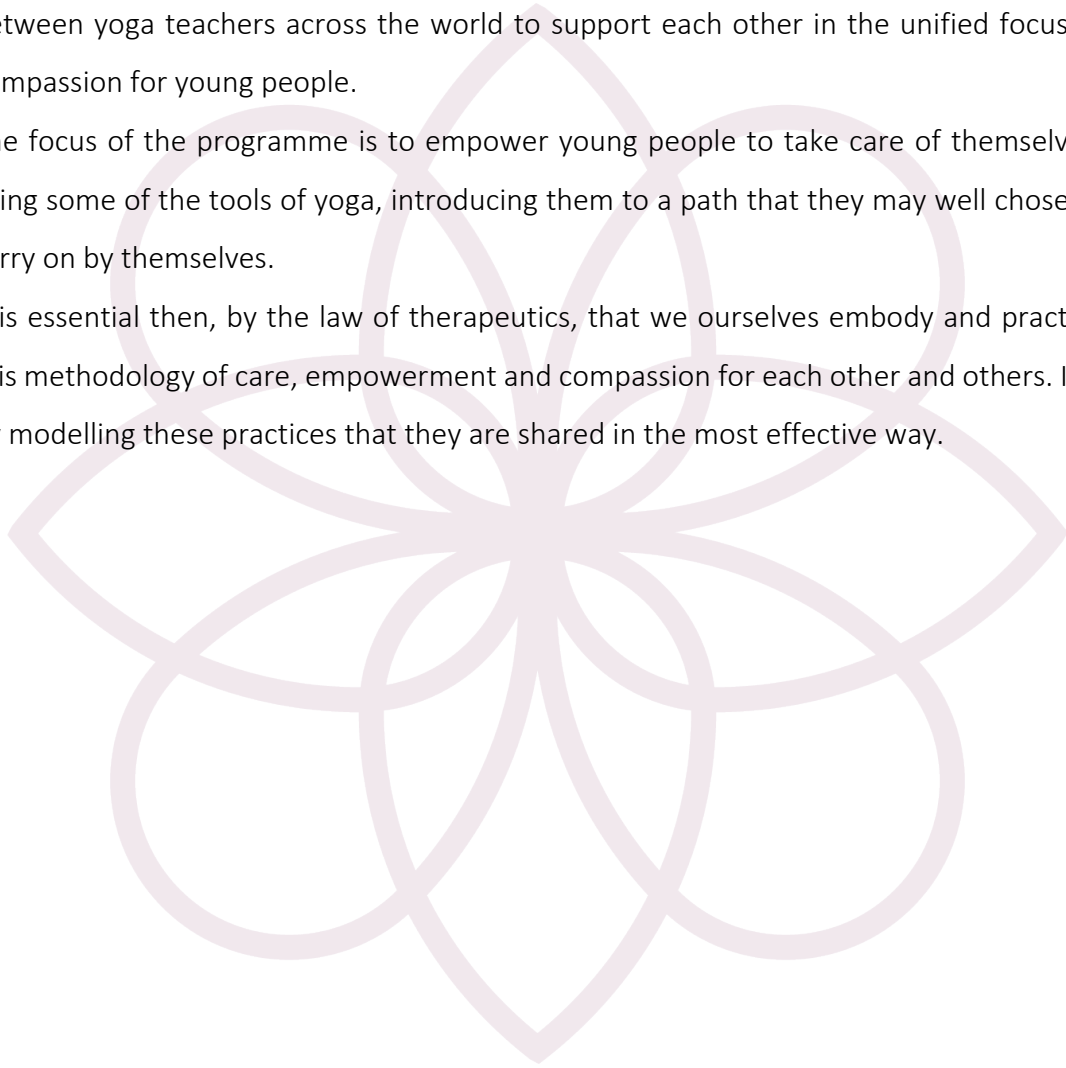 etween yoga teachers across the world to support each other in the unified focus
mpassion for young people.
e focus of the programme is to empower young people to take care of themselv
ing some of the tools of yoga, introducing them to a path that they may well chose
rry on by themselves.
is essential then, by the law of therapeutics, that we ourselves embody and pract
is methodology of care, empowerment and compassion for each other and others. I
modelling these practices that they are shared in the most effective way.